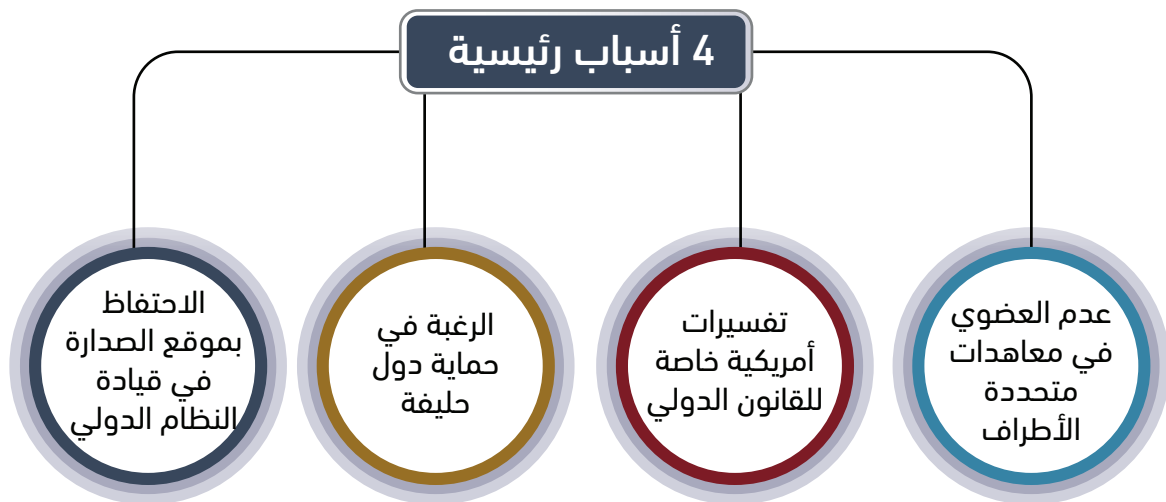 4 أسباب رئيسية
عدم العضوي
في معاهدات
متحددة
الأطراف
تفسيرات
أمريكية خاصة
للقانون الدولي
الرغبة في
حماية دول
حليفة
الاحتفاظ
بموقع الصدارة
في قيادة
النظام الدولي